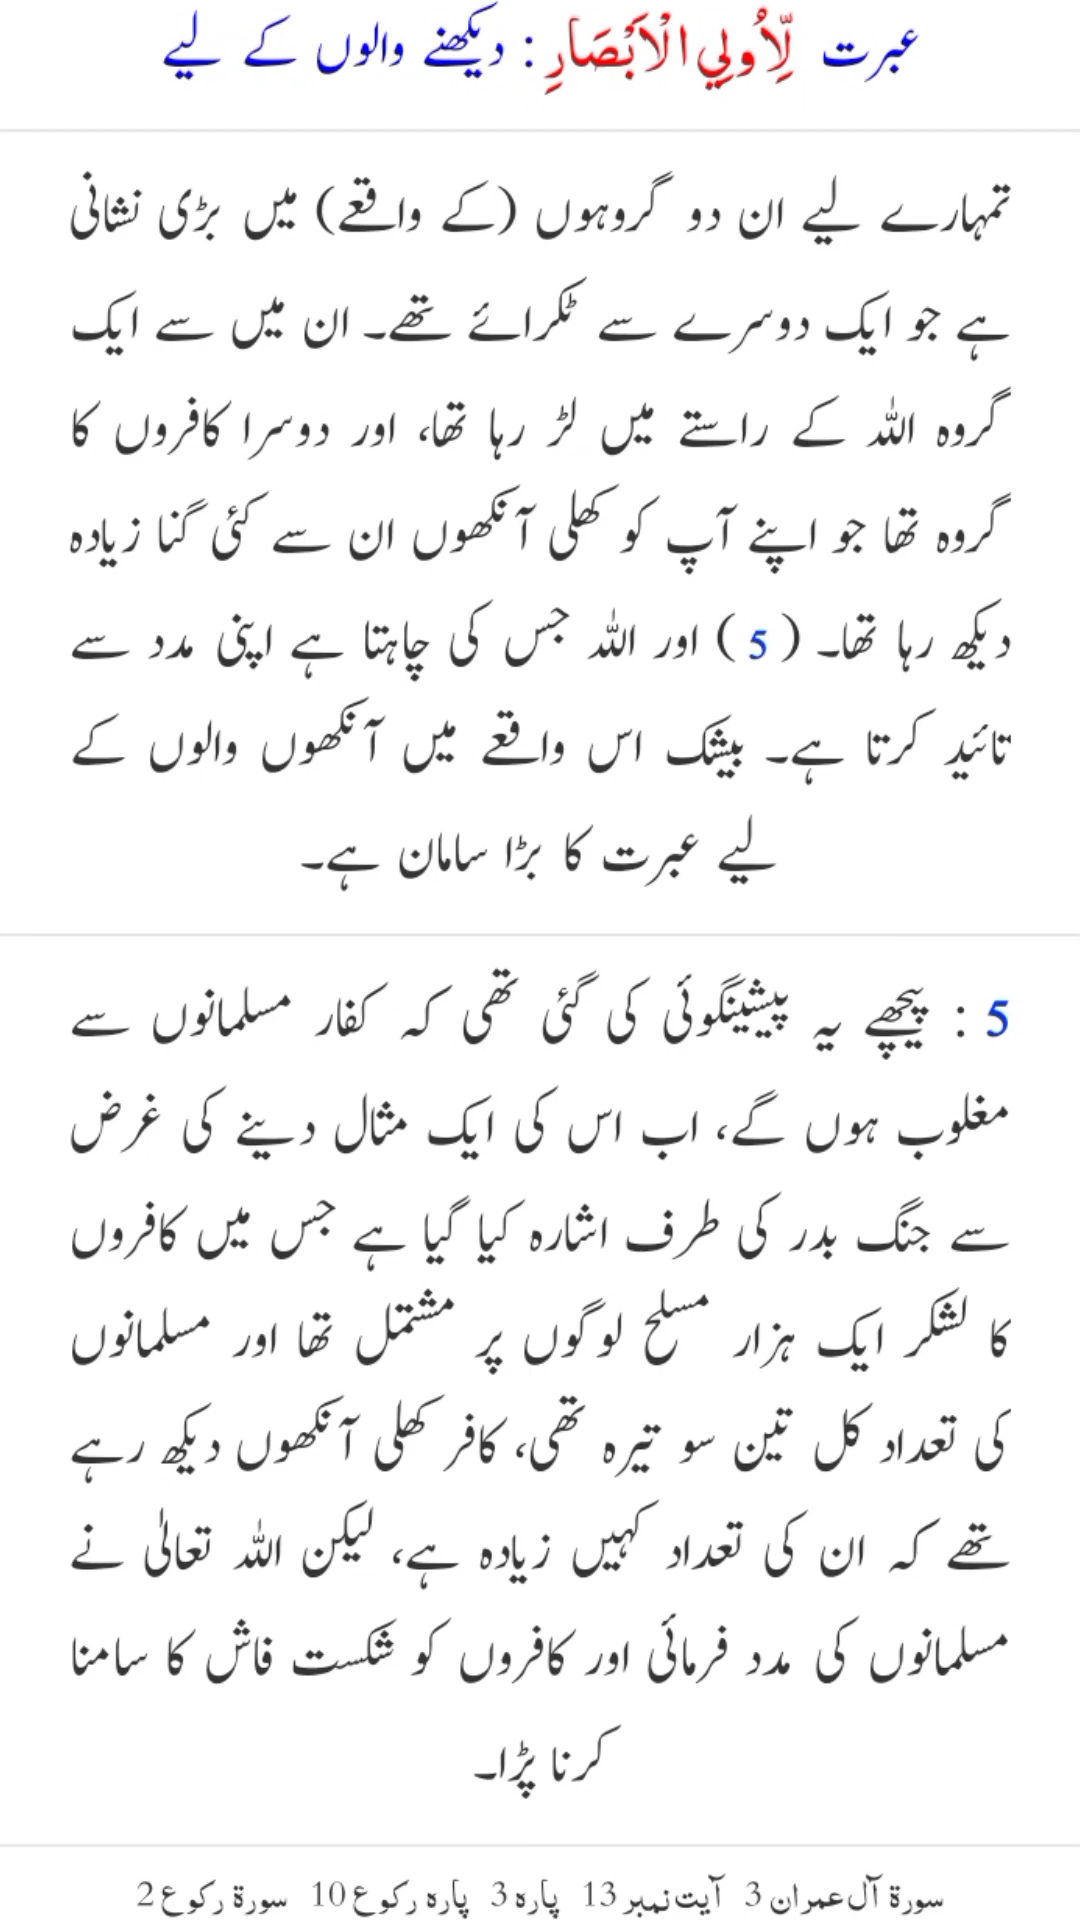 عبرت لِّاُولِي الْاَبْصَارِ : دیکھنے والوں کے لیے
تمہارے لیے ان دو گروہوں (کے واقعے) میں بڑی نشانی
ہے جو ایک دوسرے سے ٹکرائے تھے۔ ان میں سے ایک
گروہ اللہ کے راستے میں لڑ رہا تھا، اور دوسرا کافروں کا
گروہ تھا جو اپنے آپ کو کھلی آنکھوں ان سے کئی گنا زیادہ
دیکھ رہا تھا۔ ( 5 ) اور اللہ جس کی چاہتا ہے اپنی مدد سے
تائید کرتا ہے۔ بیشک اس واقعے میں آنکھوں والوں کے
لیے عبرت کا بڑا سامان ہے۔
5 : پیچھے یہ پیشینگوئی کی گئی تھی کہ کفار مسلمانوں سے
مغلوب ہوں گے، اب اس کی ایک مثال دینے کی غرض
سے جنگ بدر کی طرف اشارہ کیا گیا ہے جس میں کافروں
کا لشکر ایک ہزار مسلح لوگوں پر مشتمل تھا اور مسلمانوں
کی تعداد کل تین سو تیرہ تھی، کافر کھلی آنکھوں دیکھ رہے
تھے کہ ان کی تعداد کہیں زیادہ ہے، لیکن اللہ تعالیٰ نے
مسلمانوں کی مدد فرمائی اور کافروں کو شکست فاش کا سامنا
کرنا پڑا۔
سورۃ آل عمران 3 آیت نمبر 13 پارہ 3 پارہ رکوع 10 سورۃ رکوع 2